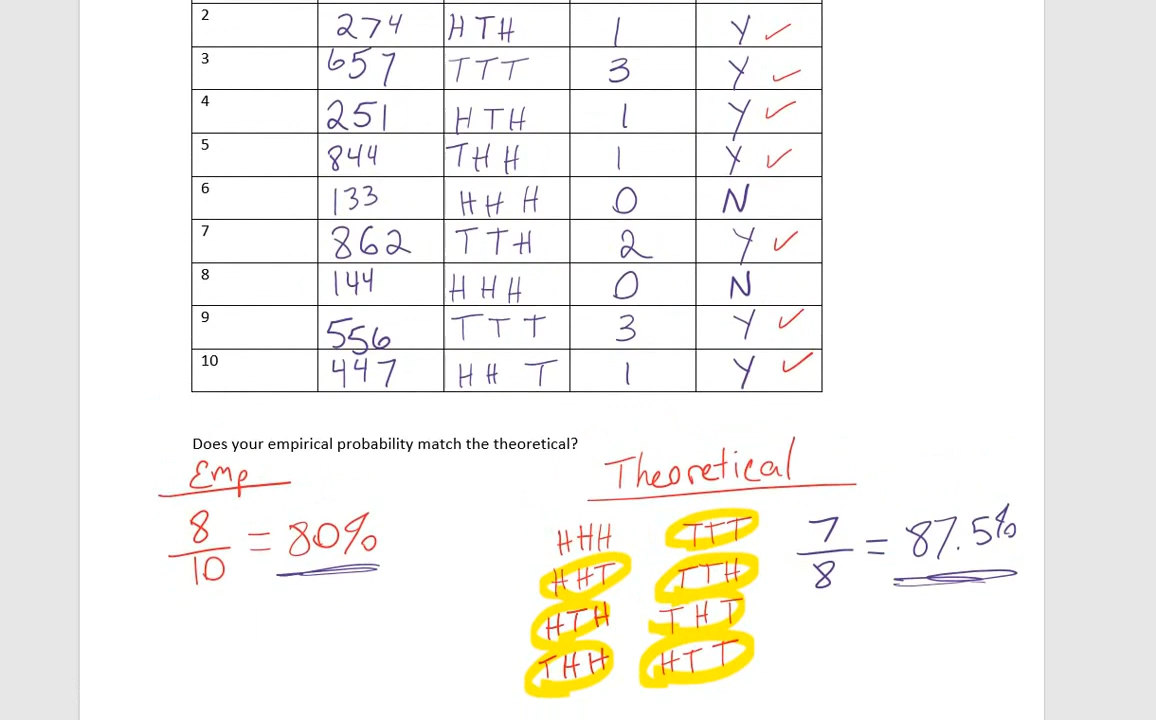 2 274 HTH 1 Y ✓
3 657 TTT 3 Y ✓
4 251 HTH 1 Y ✓
5 844 THH 1 Y ✓
6 133 HHH 0 N
7 862 TTH 2 Y ✓
8 144 HHH 0 N
9 556 TTT 3 Y ✓
10 447 HHT 1 Y ✓
Does your empirical probability match the theoretical?
Emp
8/10 = 80%
Theoretical
HHH TTT
HHT TTH
HTH THT
THH HTT
7/8 = 87.5%